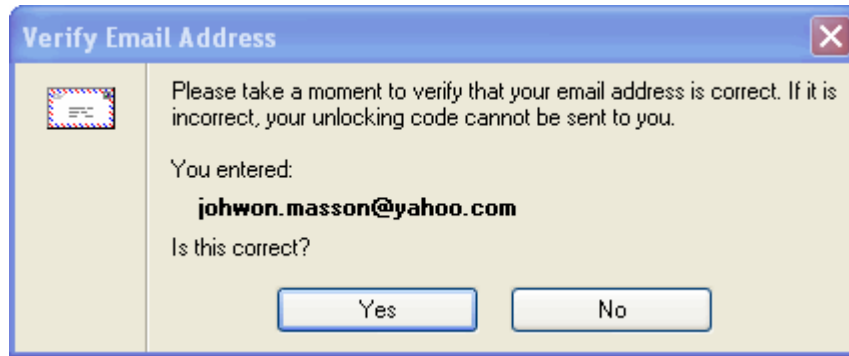 Verify Email Address
Please take a moment to verify that your email address is correct. If it is
incorrect, your unlocking code cannot be sent to you.
You entered:
johwon.masson@yahoo.com
Is this correct?
Yes
No